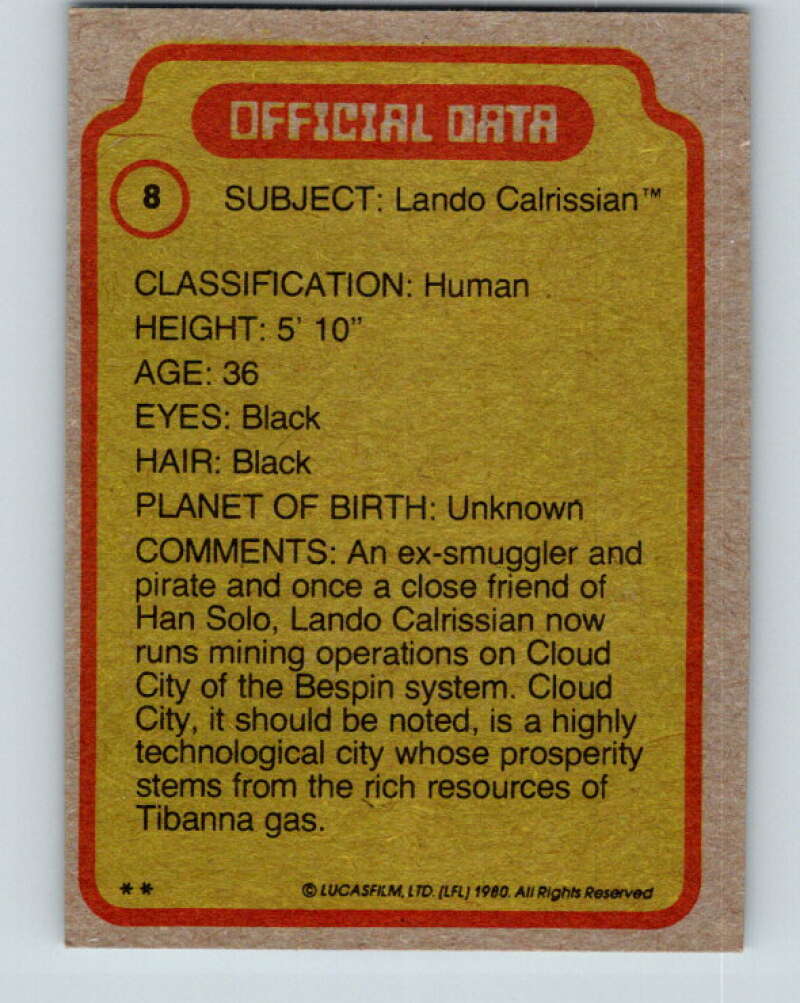 OFFICIAL DATA
8 SUBJECT: Lando Calrissian™
CLASSIFICATION: Human
HEIGHT: 5' 10"
AGE: 36
EYES: Black
HAIR: Black
PLANET OF BIRTH: Unknown
COMMENTS: An ex-smuggler and
pirate and once a close friend of
Han Solo, Lando Calrissian now
runs mining operations on Cloud
City of the Bespin system. Cloud
City, it should be noted, is a highly
technological city whose prosperity
stems from the rich resources of
Tibanna gas.
** © LUCASFILM, LTD. [LFL] 1980. All Rights Reserved